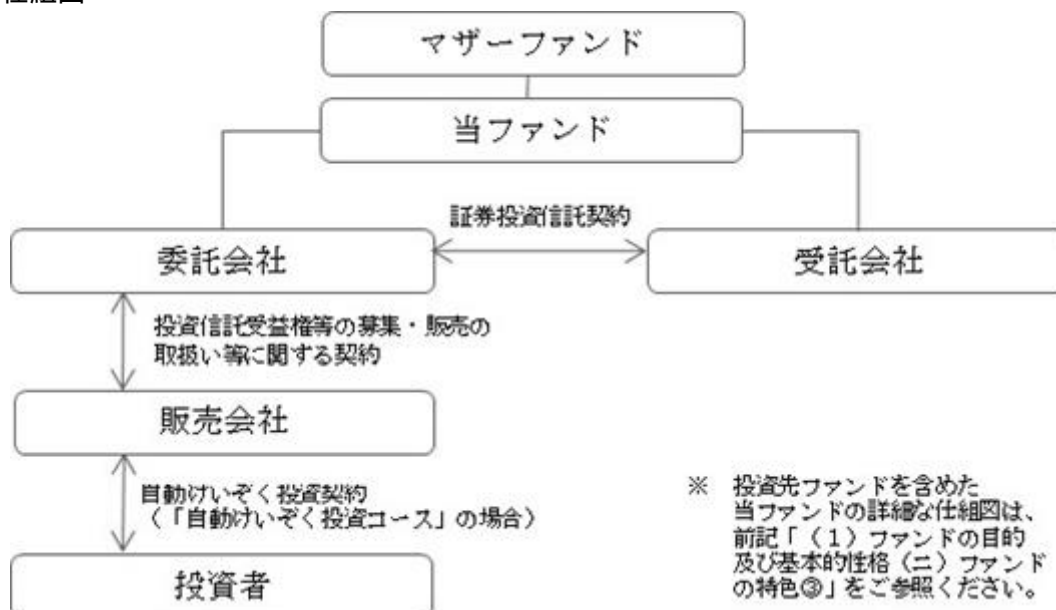 マザーファンド
当ファンド
証券投資信託契約
委託会社
受託会社
投資信託受益権等の募集・販売の
取扱い等に関する契約
販売会社
自動けいぞく投資契約
（「自動けいぞく投資コース」の場合）
投資者
※ 投資先ファンドを含めた
当ファンドの詳細な仕組図は、
前記「（１）ファンドの目的
及び基本的性格（ニ）ファンド
の特色③」をご参照ください。